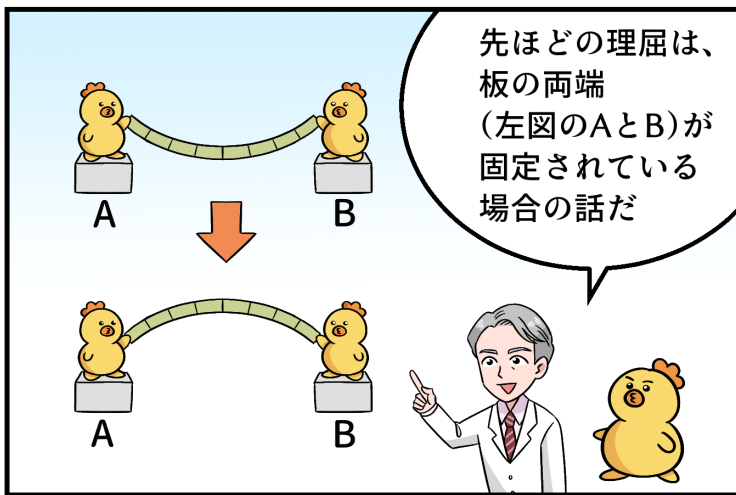 先ほどの理屈は、
板の両端
（左図のAとB）が
固定されている
場合の話だ
A
B
A
B